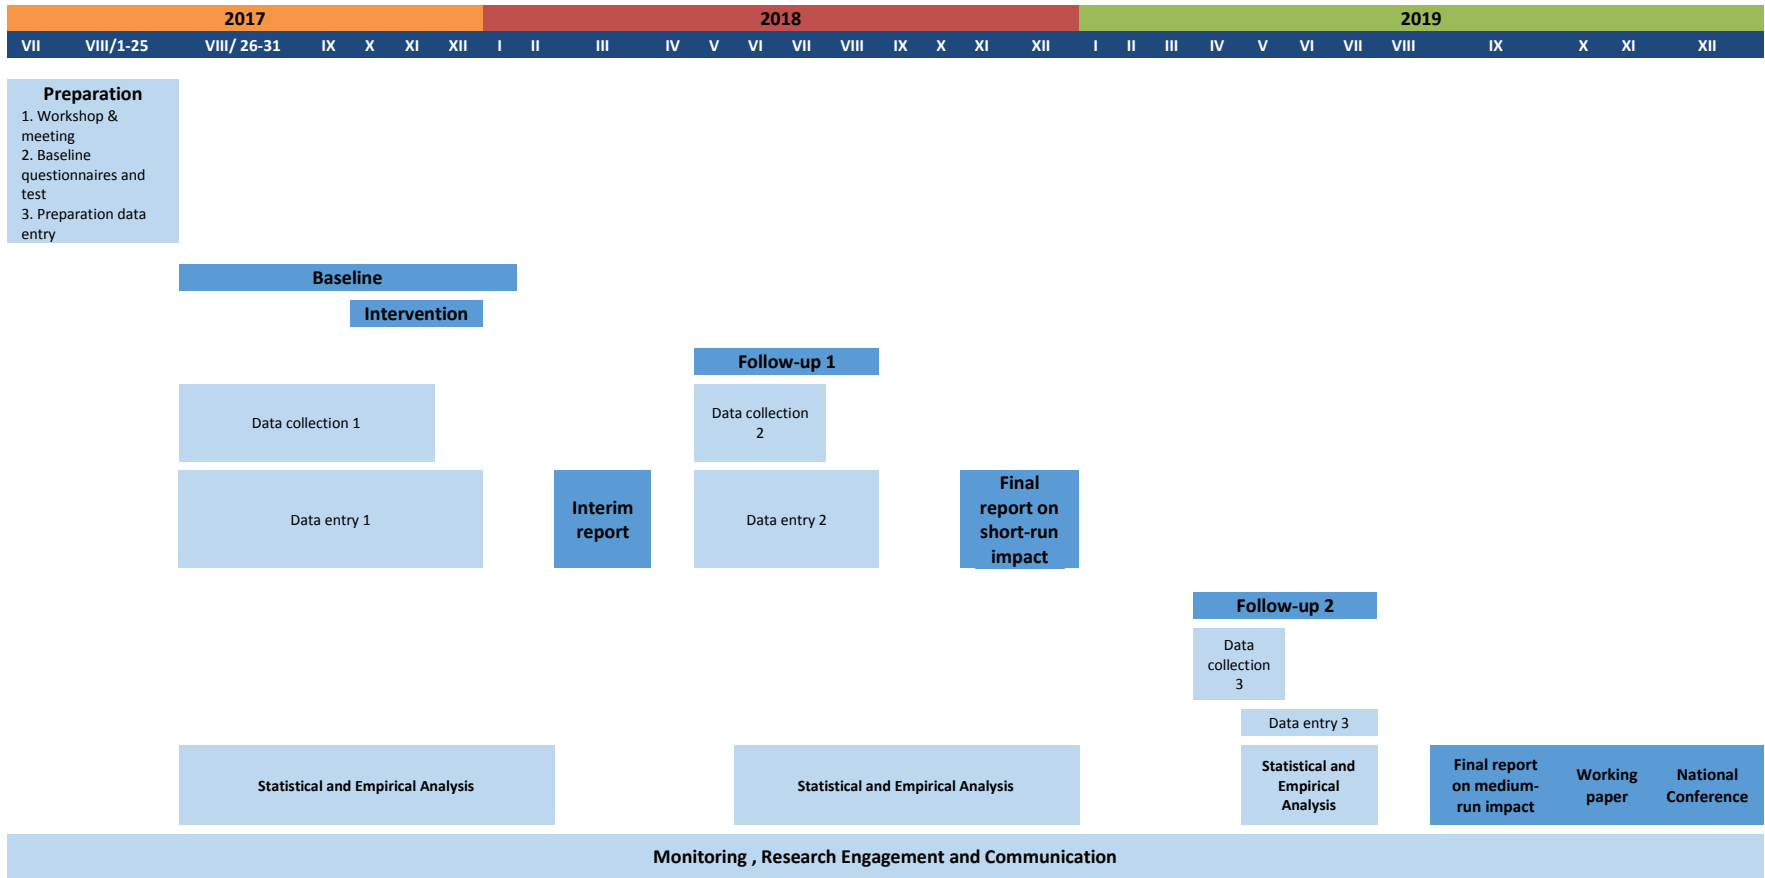 2017 2018 2019
VII VIII/1-25 VIII/ 26-31 IX X XI XII I II III IV V VI VII VIII IX X XI XII I II III IV V VI VII VIII IX X XI XII
Preparation
1. Workshop &
meeting
2. Baseline
questionnaires and
test
3. Preparation data
entry
Baseline
Intervention
Follow-up 1
Data collection 1
Data collection
2
Data entry 1
Interim
report
Data entry 2
Final
report on
short-run
impact
Follow-up 2
Data
collection
3
Data entry 3
Statistical and Empirical Analysis
Statistical and Empirical Analysis
Statistical and
Empirical
Analysis
Final report
on medium-
run impact
Working
paper
National
Conference
Monitoring , Research Engagement and Communication